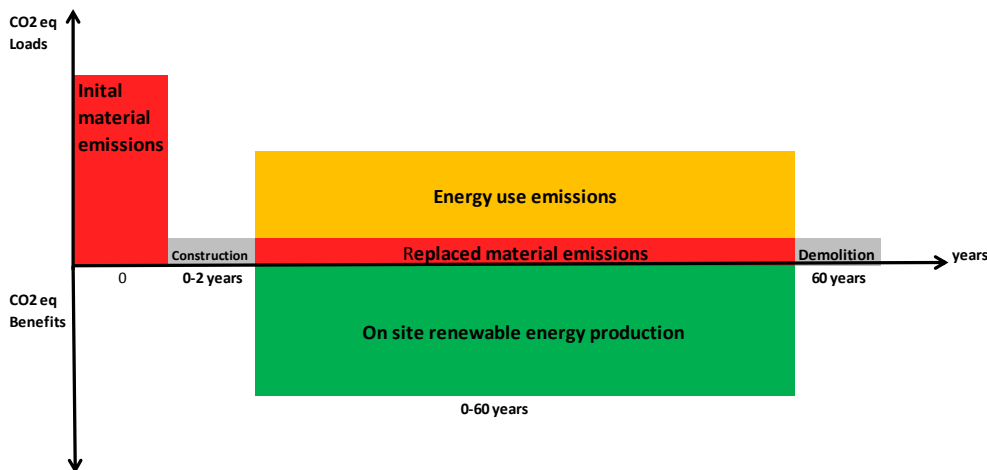 CO2 eq
Loads
Inital
material
emissions
Energy use emissions
Construction
Replaced material emissions
Demolition
years
0
0-2 years
60 years
CO2 eq
Benefits
On site renewable energy production
0-60 years